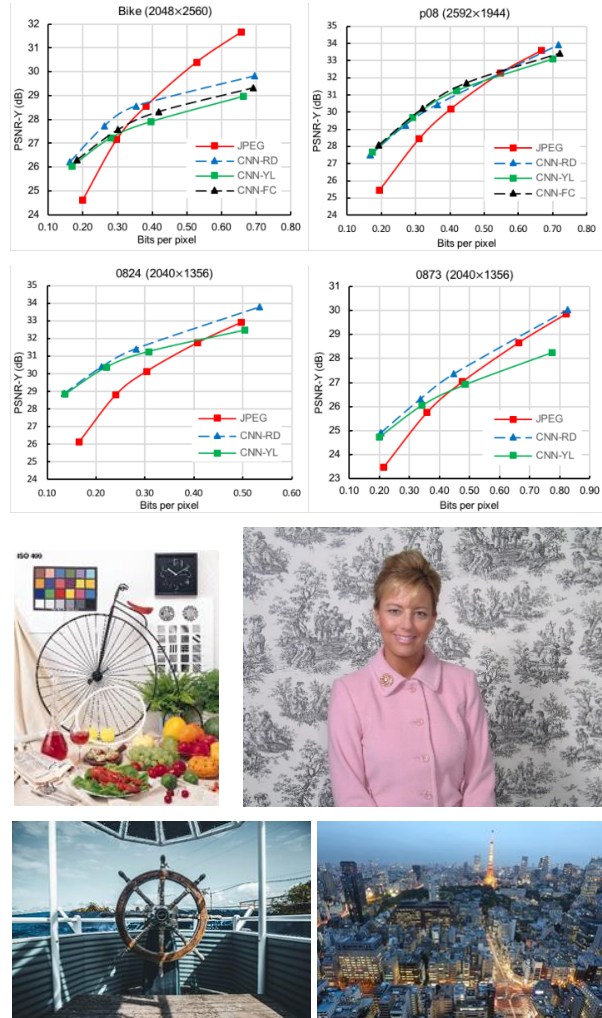 Bike (2048×2560)
PSNR-Y (dB)
32
31
30
29
28
27
26
25
24
JPEG
CNN-RD
CNN-YL
CNN-FC
0.00 0.10 0.20 0.30 0.40 0.50 0.60 0.70 0.80
Bits per pixel
p08 (2592×1944)
PSNR-Y (dB)
35
34
33
32
31
30
29
28
27
26
25
24
JPEG
CNN-RD
CNN-YL
CNN-FC
0.00 0.10 0.20 0.30 0.40 0.50 0.60 0.70 0.80
Bits per pixel
0824 (2040×1356)
PSNR-Y (dB)
35
34
33
32
31
30
29
28
27
26
25
24
JPEG
CNN-RD
CNN-YL
0.10 0.20 0.30 0.40 0.50 0.60
Bits per pixel
0873 (2040×1356)
PSNR-Y (dB)
31
30
29
28
27
26
25
24
23
JPEG
CNN-RD
CNN-YL
0.10 0.20 0.30 0.40 0.50 0.60 0.70 0.80 0.90
Bits per pixel
ISO 400